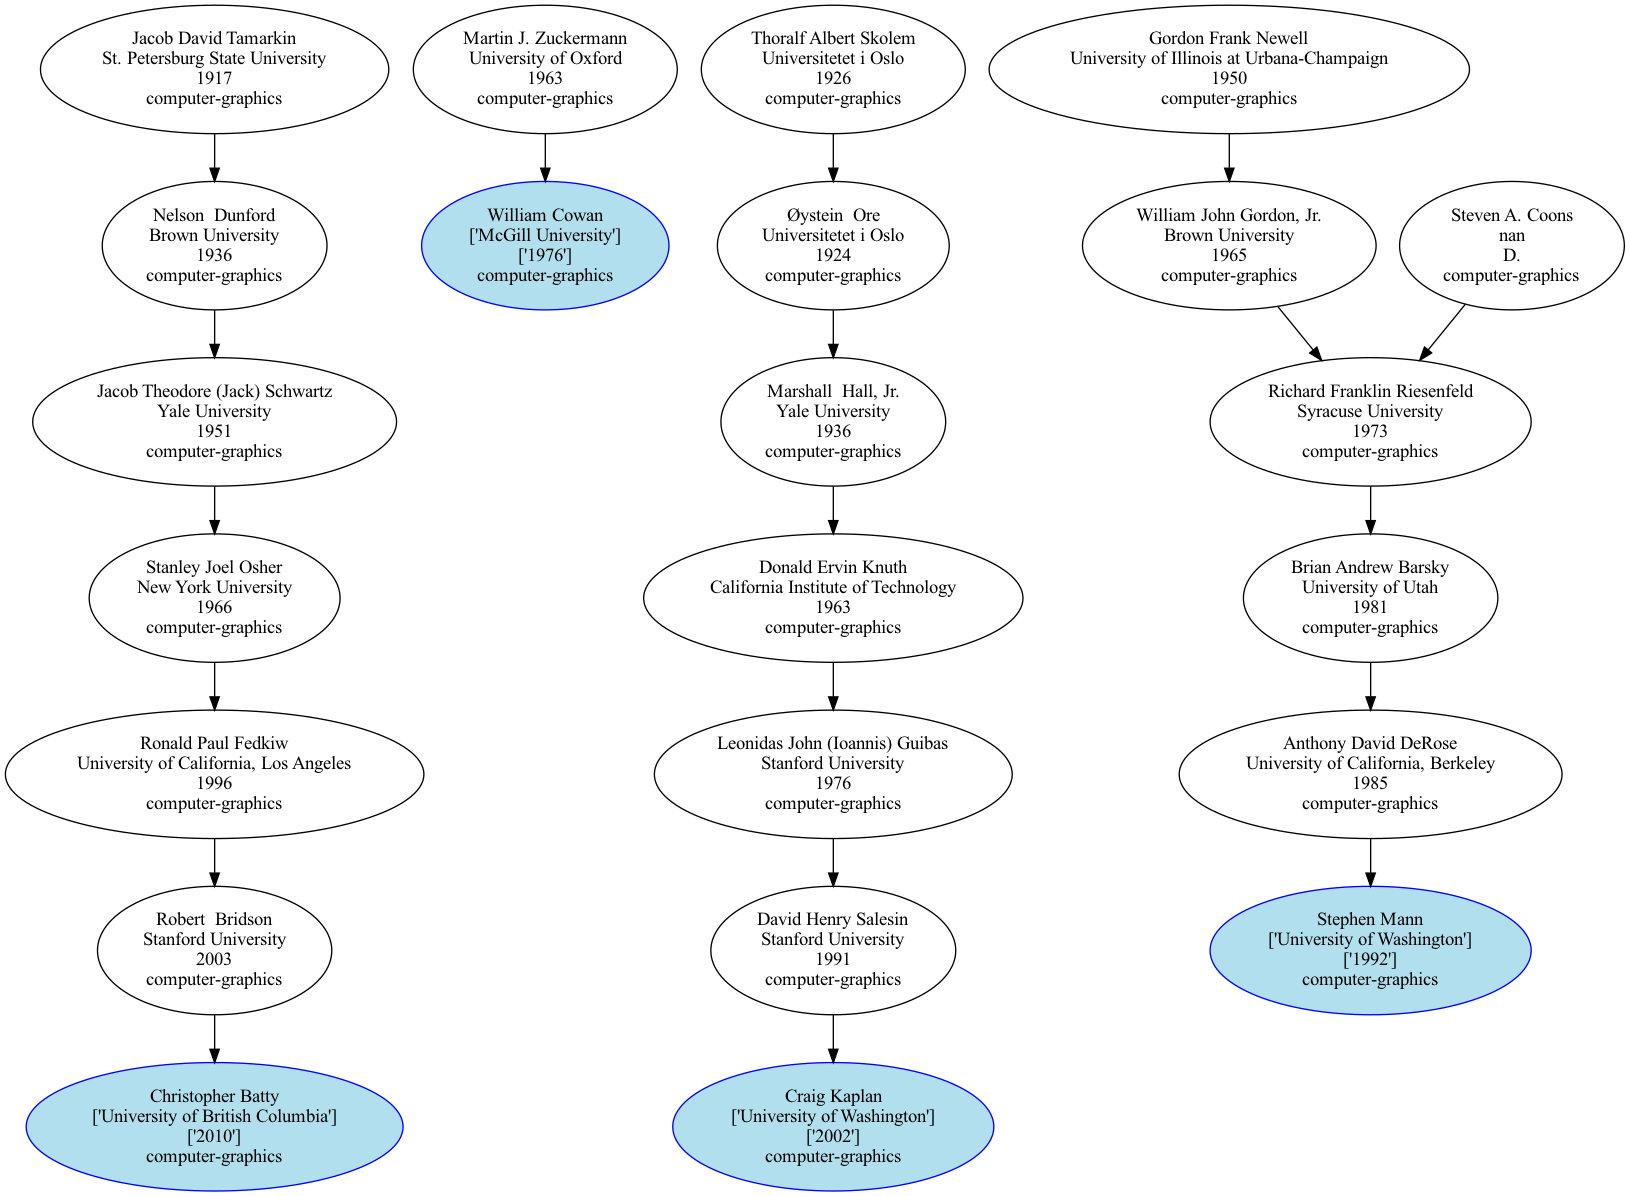 Jacob David Tamarkin
St. Petersburg State University
1917
computer-graphics
Martin J. Zuckermann
University of Oxford
1963
computer-graphics
Thoralf Albert Skolem
Universitetet i Oslo
1926
computer-graphics
Gordon Frank Newell
University of Illinois at Urbana-Champaign
1950
computer-graphics
Nelson  Dunford
Brown University
1936
computer-graphics
William Cowan
['McGill University']
['1976']
computer-graphics
Øystein  Ore
Universitetet i Oslo
1924
computer-graphics
William John Gordon, Jr.
Brown University
1965
computer-graphics
Steven A. Coons
nan
D.
computer-graphics
Jacob Theodore (Jack) Schwartz
Yale University
1951
computer-graphics
Marshall  Hall, Jr.
Yale University
1936
computer-graphics
Richard Franklin Riesenfeld
Syracuse University
1973
computer-graphics
Stanley Joel Osher
New York University
1966
computer-graphics
Donald Ervin Knuth
California Institute of Technology
1963
computer-graphics
Brian Andrew Barsky
University of Utah
1981
computer-graphics
Ronald Paul Fedkiw
University of California, Los Angeles
1996
computer-graphics
Leonidas John (Ioannis) Guibas
Stanford University
1976
computer-graphics
Anthony David DeRose
University of California, Berkeley
1985
computer-graphics
Robert  Bridson
Stanford University
2003
computer-graphics
David Henry Salesin
Stanford University
1991
computer-graphics
Stephen Mann
['University of Washington']
['1992']
computer-graphics
Christopher Batty
['University of British Columbia']
['2010']
computer-graphics
Craig Kaplan
['University of Washington']
['2002']
computer-graphics